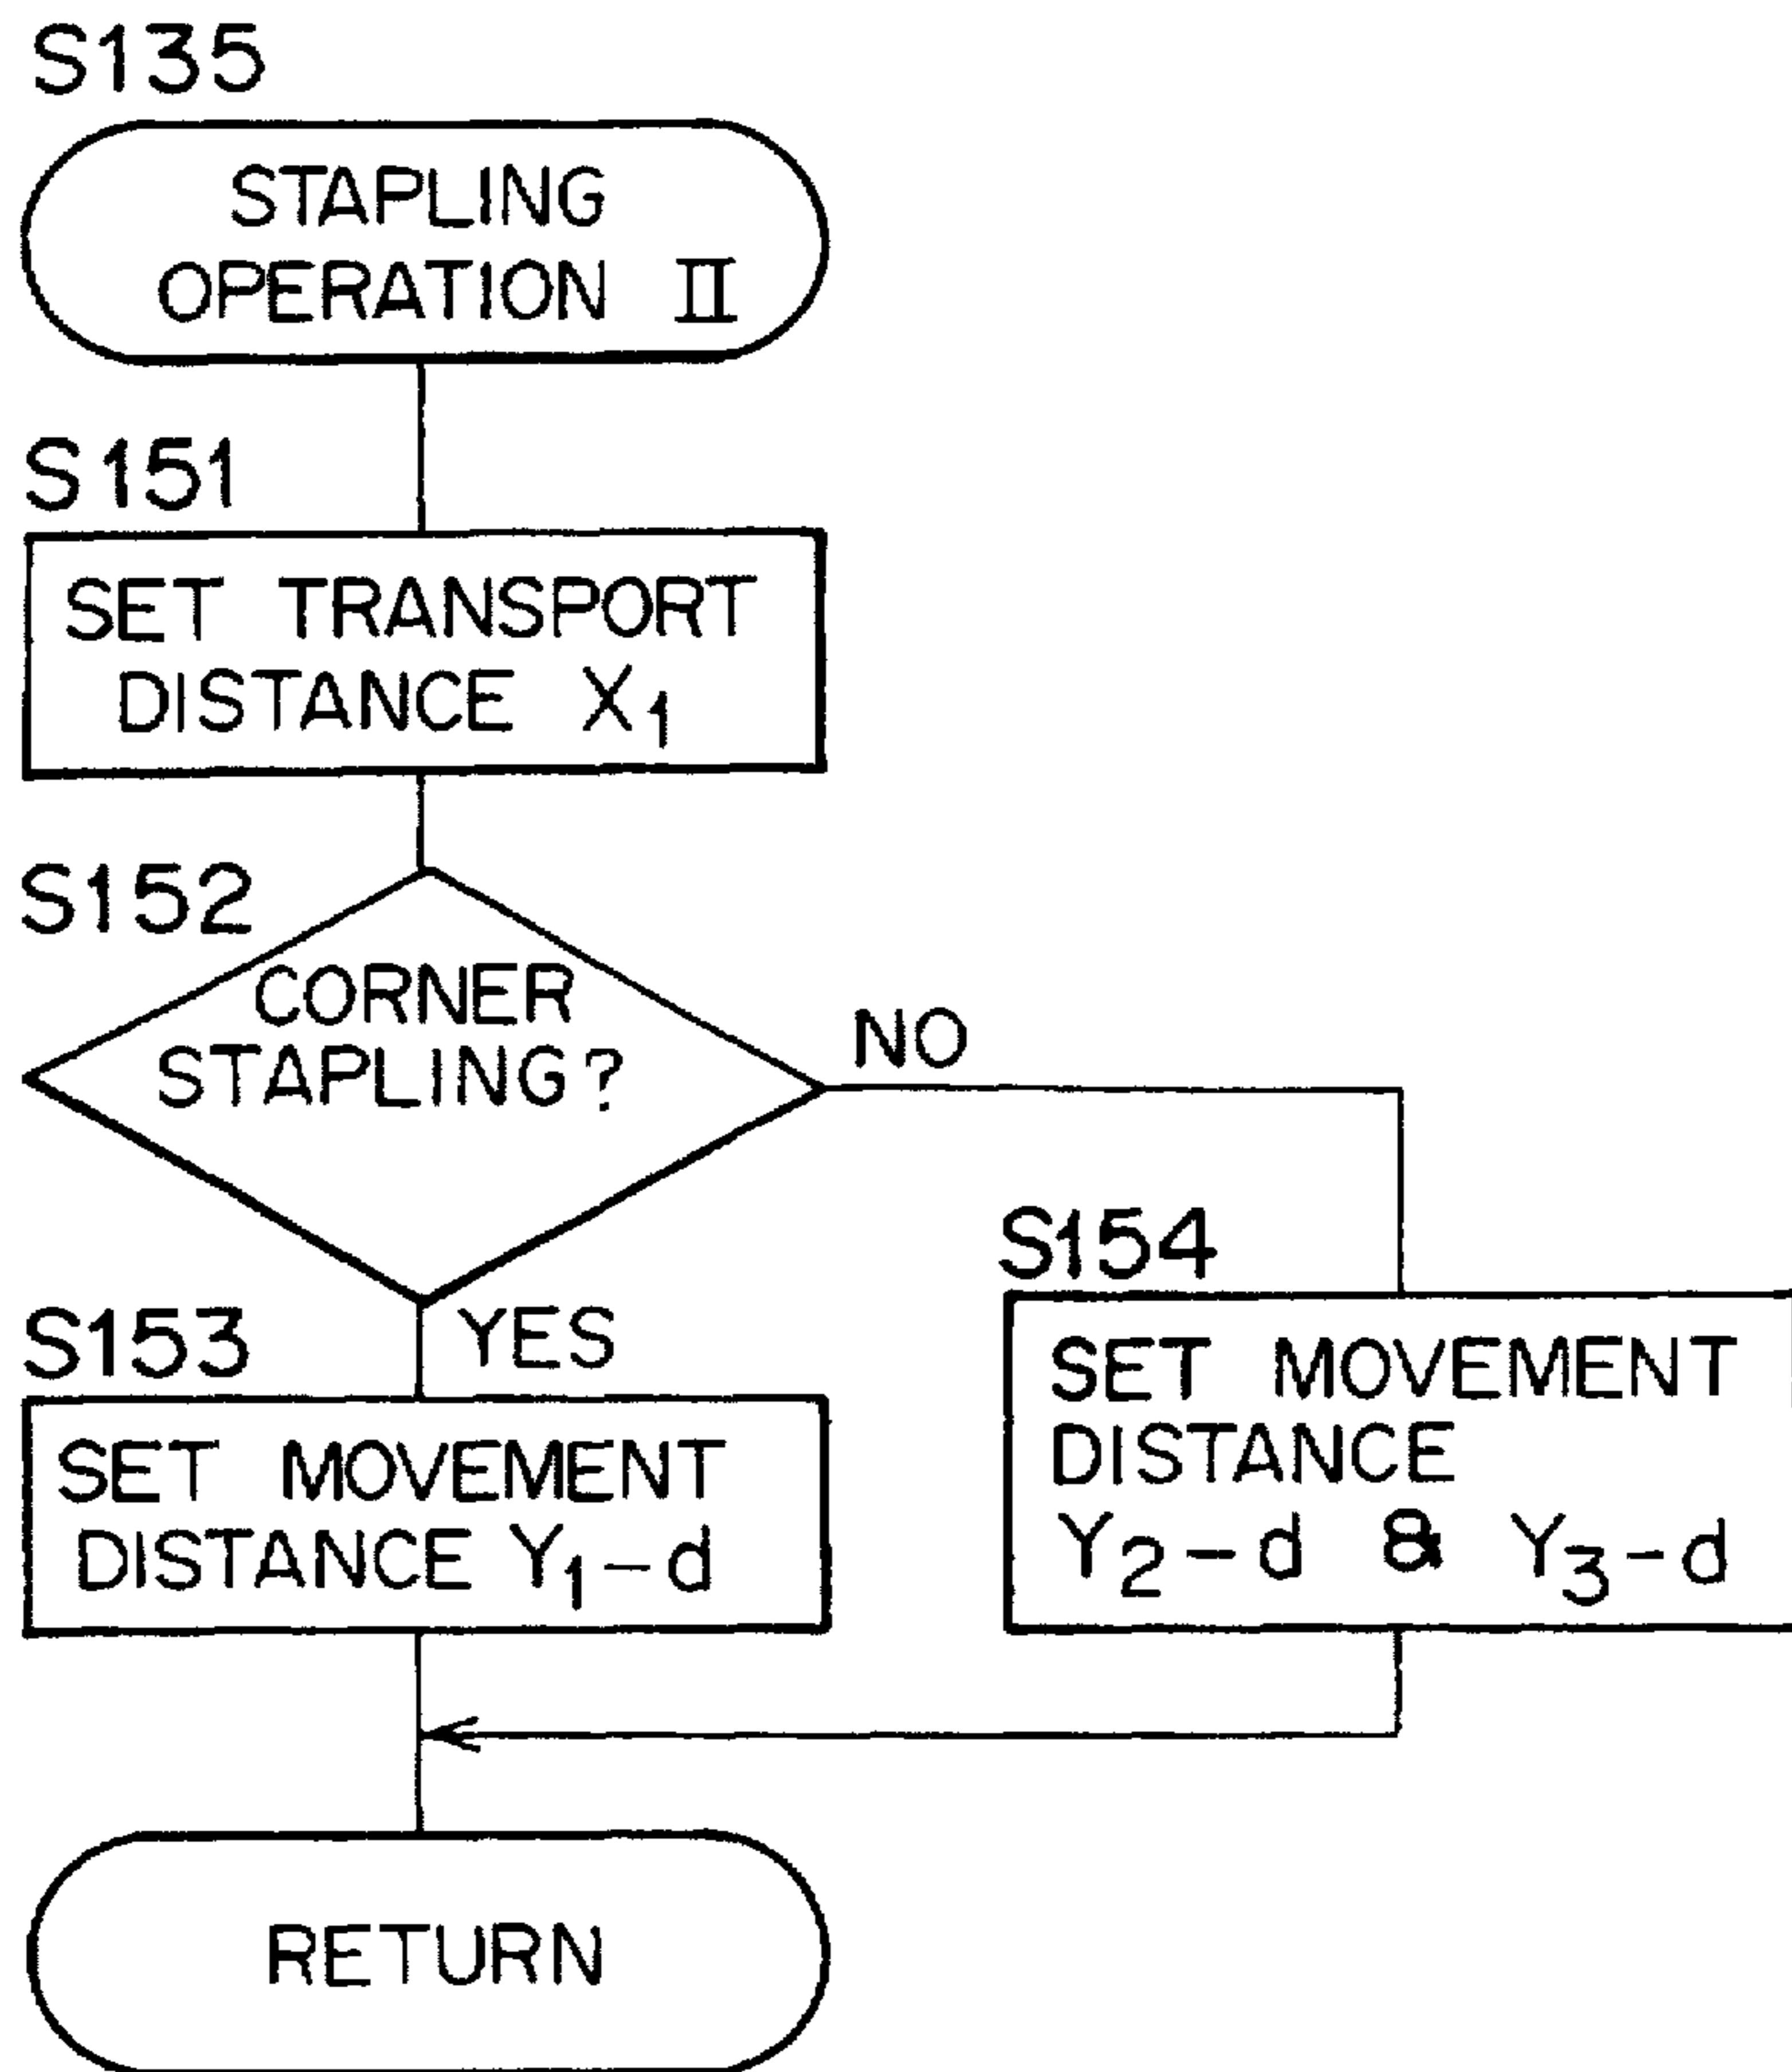 S135
STAPLING
OPERATION II
S151
SET TRANSPORT
DISTANCE X₁
S152
CORNER
STAPLING?
NO
YES
S153
SET MOVEMENT
DISTANCE Y₁-d
S154
SET MOVEMENT
DISTANCE
Y₂-d & Y₃-d
RETURN